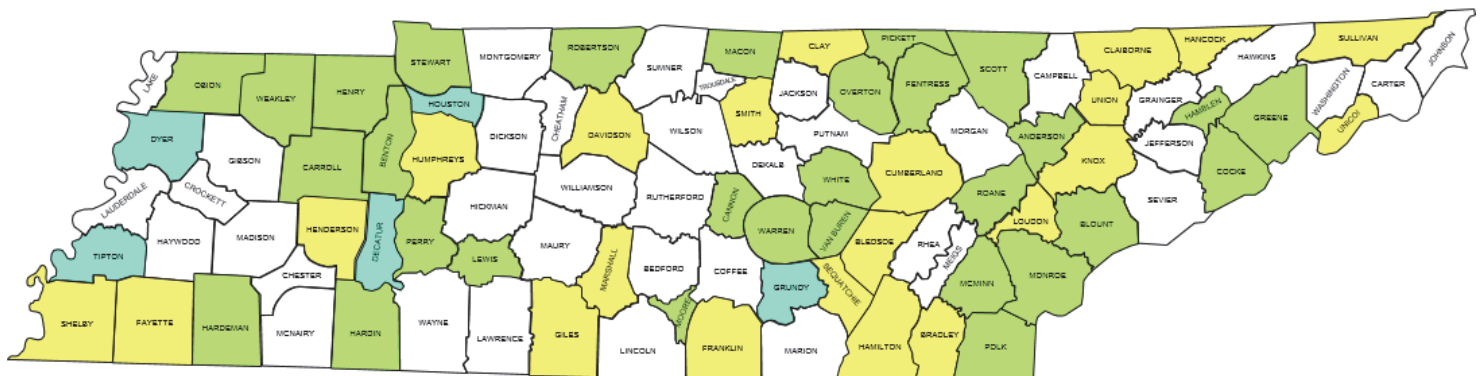 LAKE
OBION
WEAKLEY
HENRY
STEWART
MONTGOMERY
ROBERTSON
SUMNER
MACON
TROUSDALE
CLAY
PICKETT
SCOTT
CAMPBELL
CLAIBORNE
HANCOCK
HAWKINS
SULLIVAN
JOHNSON
DYER
GIBSON
CARROLL
BENTON
HOUSTON
HUMPHREYS
DICKSON
CHEATHAM
DAVIDSON
WILSON
SMITH
JACKSON
OVERTON
FENTRESS
PUTNAM
MORGAN
ANDERSON
UNION
GRAINGER
HAMBLEN
GREENE
WASHINGTON
UNICOI
CARTER
LAUDERDALE
CROCKETT
HAYWOOD
MADISON
HENDERSON
DECATUR
PERRY
HICKMAN
LEWIS
WILLIAMSON
MAURY
RUTHERFORD
CANNON
DEKALB
WHITE
WARREN
VAN BUREN
CUMBERLAND
BLEDSOE
RHEA
MEIGS
ROANE
LOUDON
KNOX
JEFFERSON
SEVIER
COCKE
BLOUNT
MONROE
MCMINN
TIPTON
SHELBY
FAYETTE
HARDEMAN
CHESTER
MCNAIRY
HARDIN
WAYNE
LAWRENCE
GILES
MARSHALL
BEDFORD
MOORE
LINCOLN
COFFEE
FRANKLIN
GRUNDY
MARION
SEQUATCHIE
HAMILTON
BRADLEY
POLK